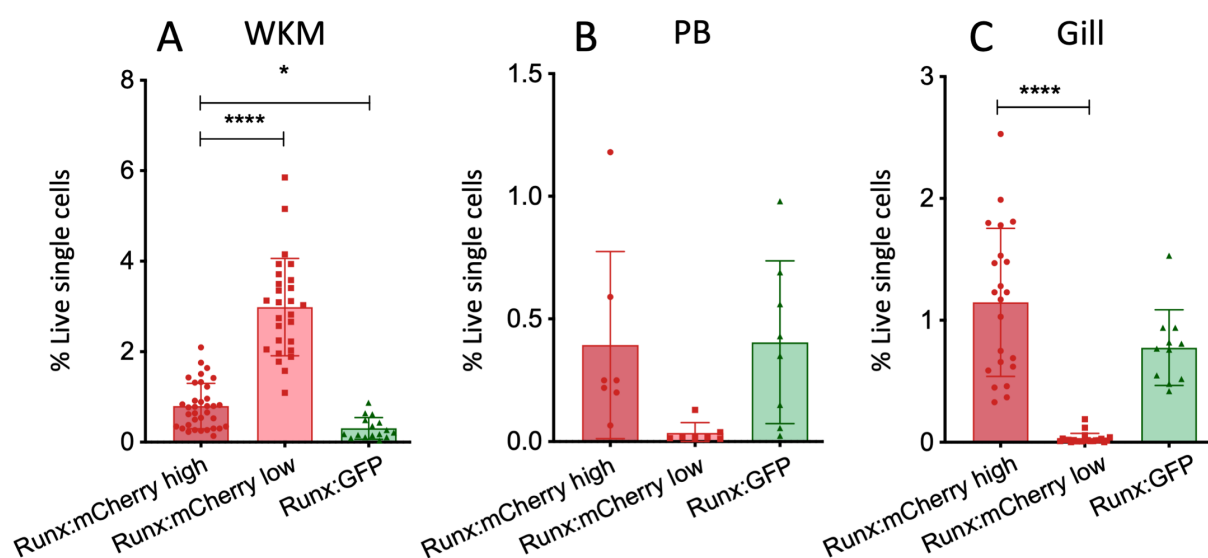 A WKM
% Live single cells
8
6
4
2
0
*
****
Runx:mCherry high
Runx:mCherry low
Runx:GFP
B PB
% Live single cells
1.5
1.0
0.5
0.0
Runx:mCherry high
Runx:mCherry low
Runx:GFP
C Gill
% Live single cells
3
2
1
0
****
Runx:mCherry high
Runx:mCherry low
Runx:GFP